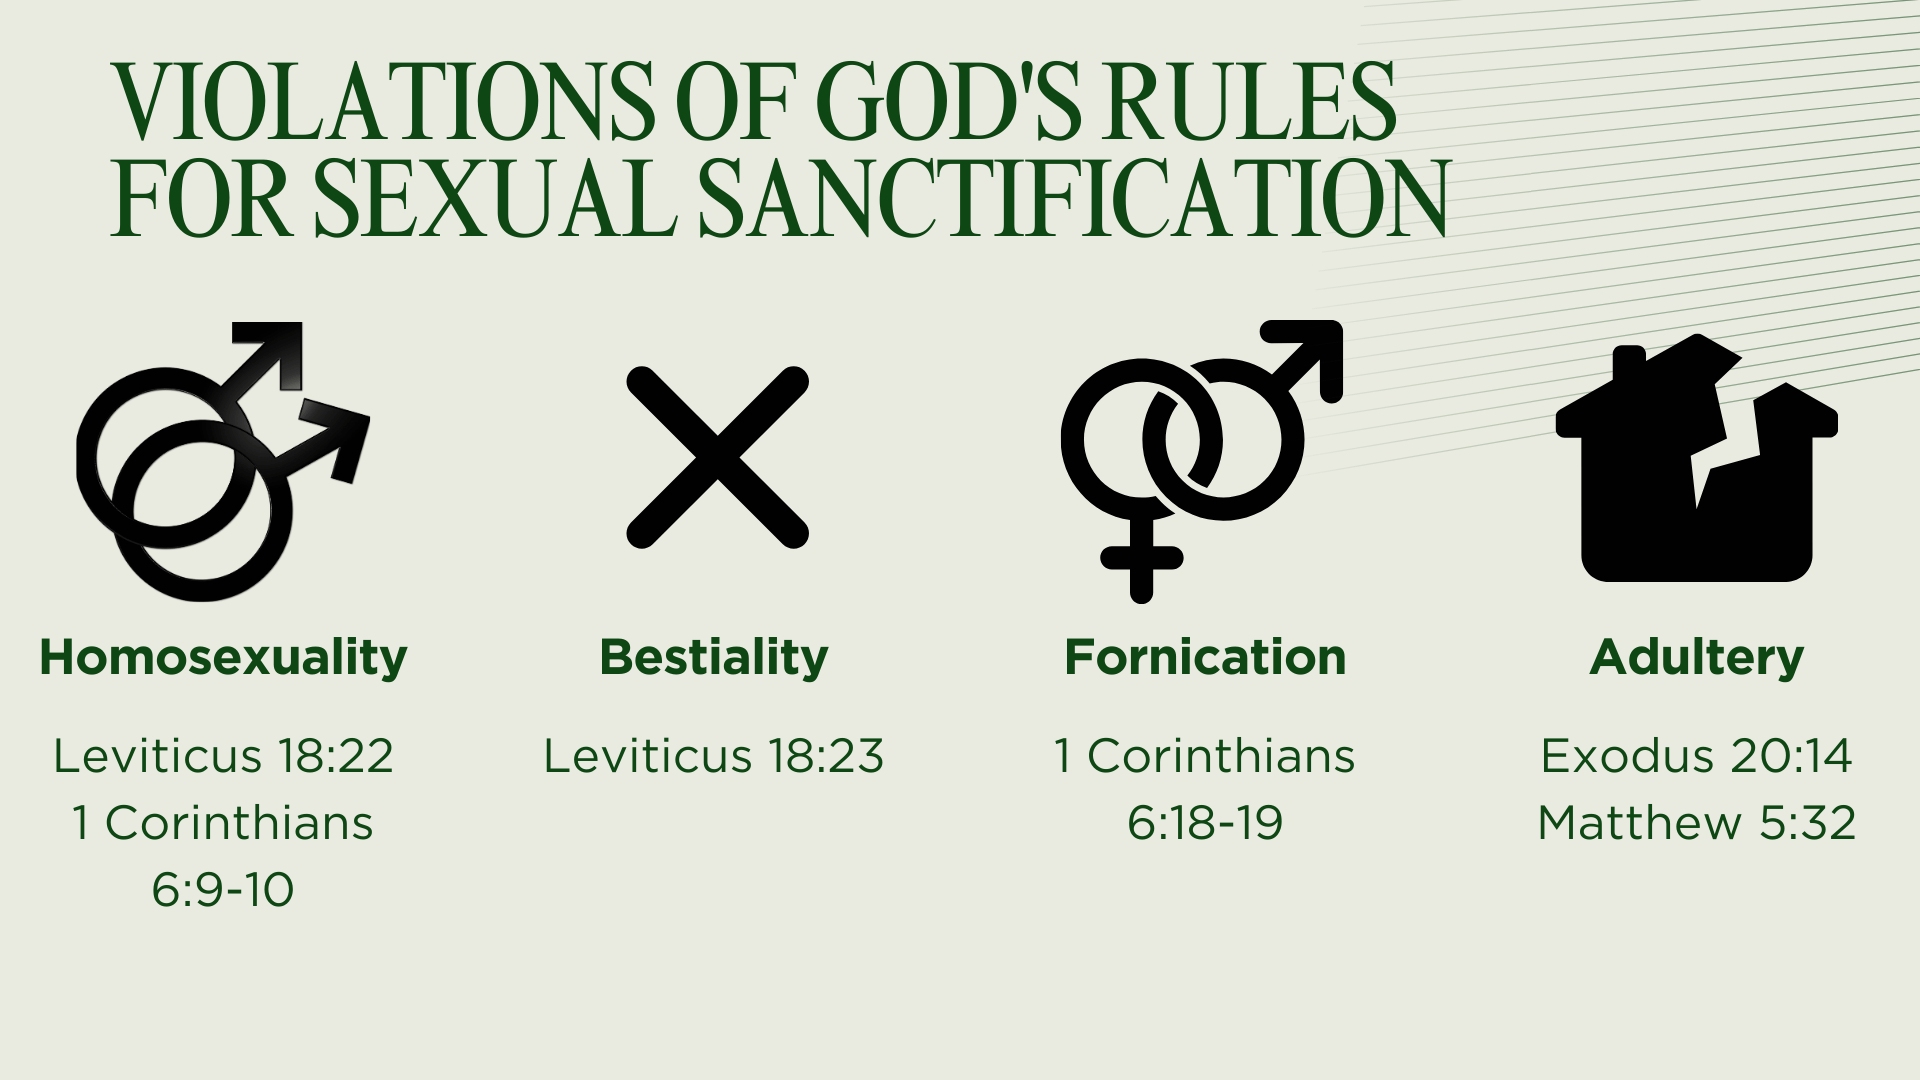 VIOLATIONS OF GOD'S RULES
FOR SEXUAL SANCTIFICATION
Homosexuality
Leviticus 18:22
1 Corinthians
6:9-10
Bestiality
Leviticus 18:23
Fornication
1 Corinthians
6:18-19
Adultery
Exodus 20:14
Matthew 5:32